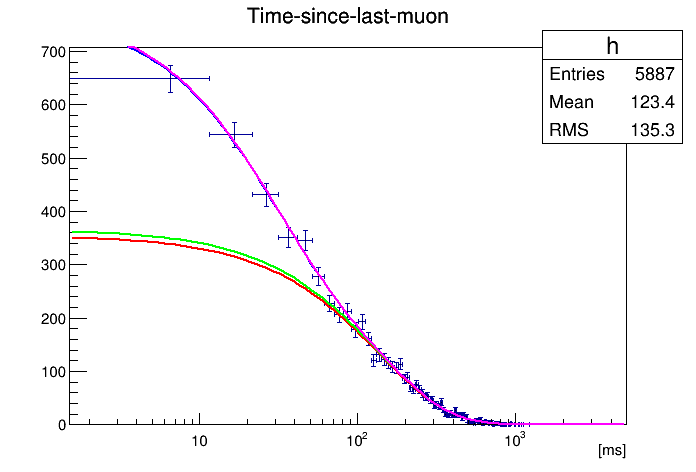 Time-since-last-muon
h
Entries 5887
Mean 123.4
RMS 135.3
700
600
500
400
300
200
100
0
10 10² 10³
[ms]